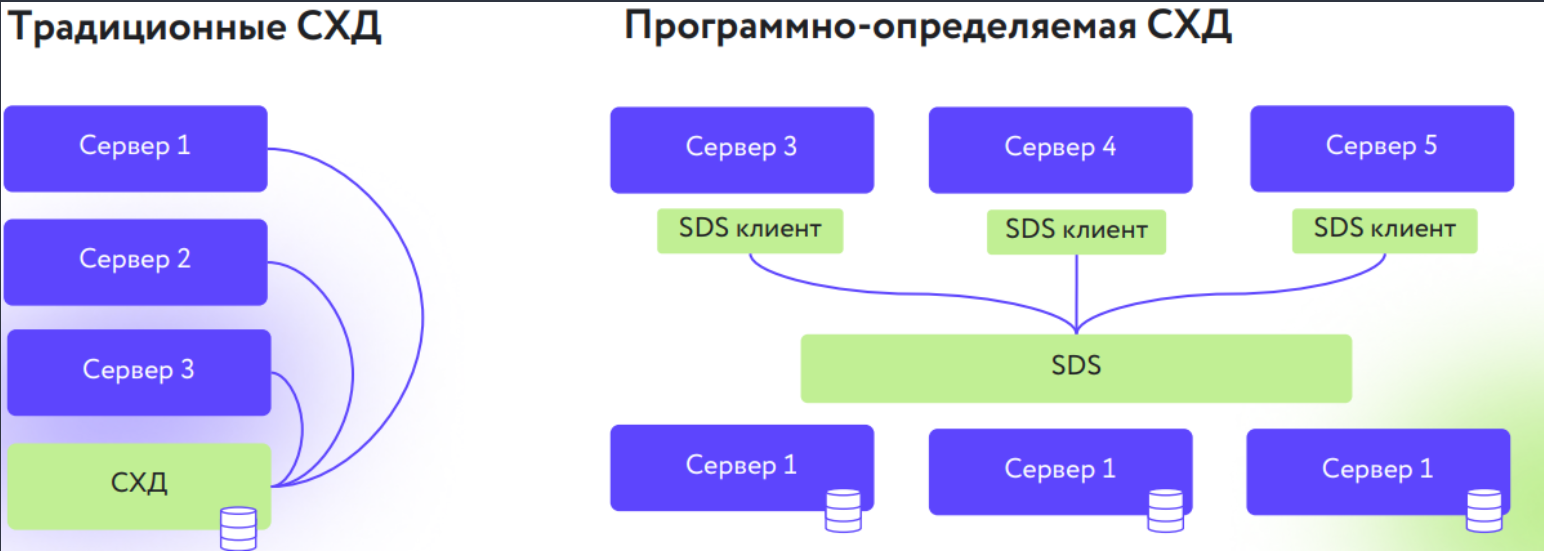 Традиционные СХД
Сервер 1
Сервер 2
Сервер 3
СХД
Программно-определяемая СХД
Сервер 3
Сервер 4
Сервер 5
SDS клиент
SDS клиент
SDS клиент
SDS
Сервер 1
Сервер 1
Сервер 1